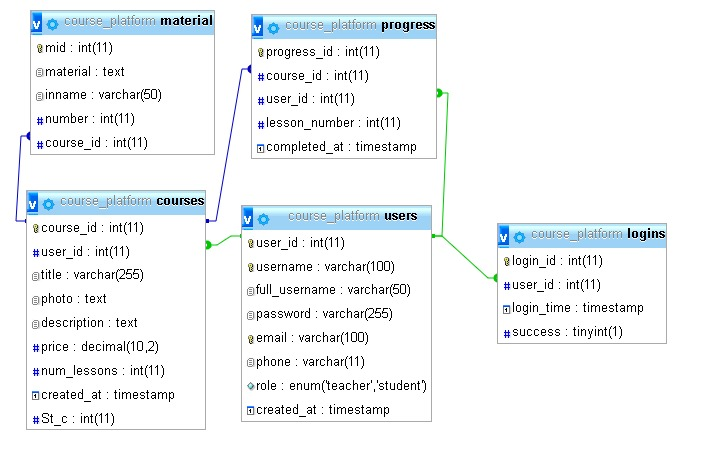 course_platform material
mid : int(11)
material : text
inname : varchar(50)
number : int(11)
course_id : int(11)
course_platform progress
progress_id : int(11)
course_id : int(11)
user_id : int(11)
lesson_number : int(11)
completed_at : timestamp
course_platform courses
course_id : int(11)
user_id : int(11)
title : varchar(255)
photo : text
description : text
price : decimal(10,2)
num_lessons : int(11)
created_at : timestamp
St_c : int(11)
course_platform users
user_id : int(11)
username : varchar(100)
full_username : varchar(50)
password : varchar(255)
email : varchar(100)
phone : varchar(11)
role : enum('teacher','student')
created_at : timestamp
course_platform logins
login_id : int(11)
user_id : int(11)
login_time : timestamp
success : tinyint(1)